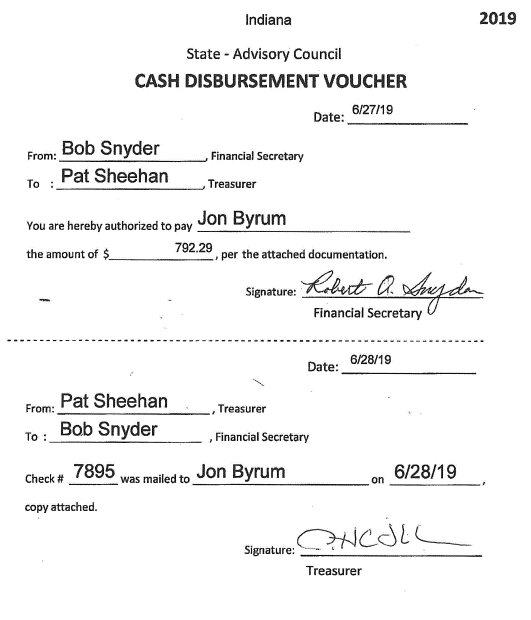 Indiana 2019
State - Advisory Council
CASH DISBURSEMENT VOUCHER
Date: 6/27/19
From: Bob Snyder, Financial Secretary
To : Pat Sheehan, Treasurer
You are hereby authorized to pay Jon Byrum
the amount of $ 792.29, per the attached documentation.
Signature: Robert A. Snyder
Financial Secretary
Date: 6/28/19
From: Pat Sheehan, Treasurer
To : Bob Snyder, Financial Secretary
Check # 7895 was mailed to Jon Byrum on 6/28/19,
copy attached.
Signature:
Treasurer